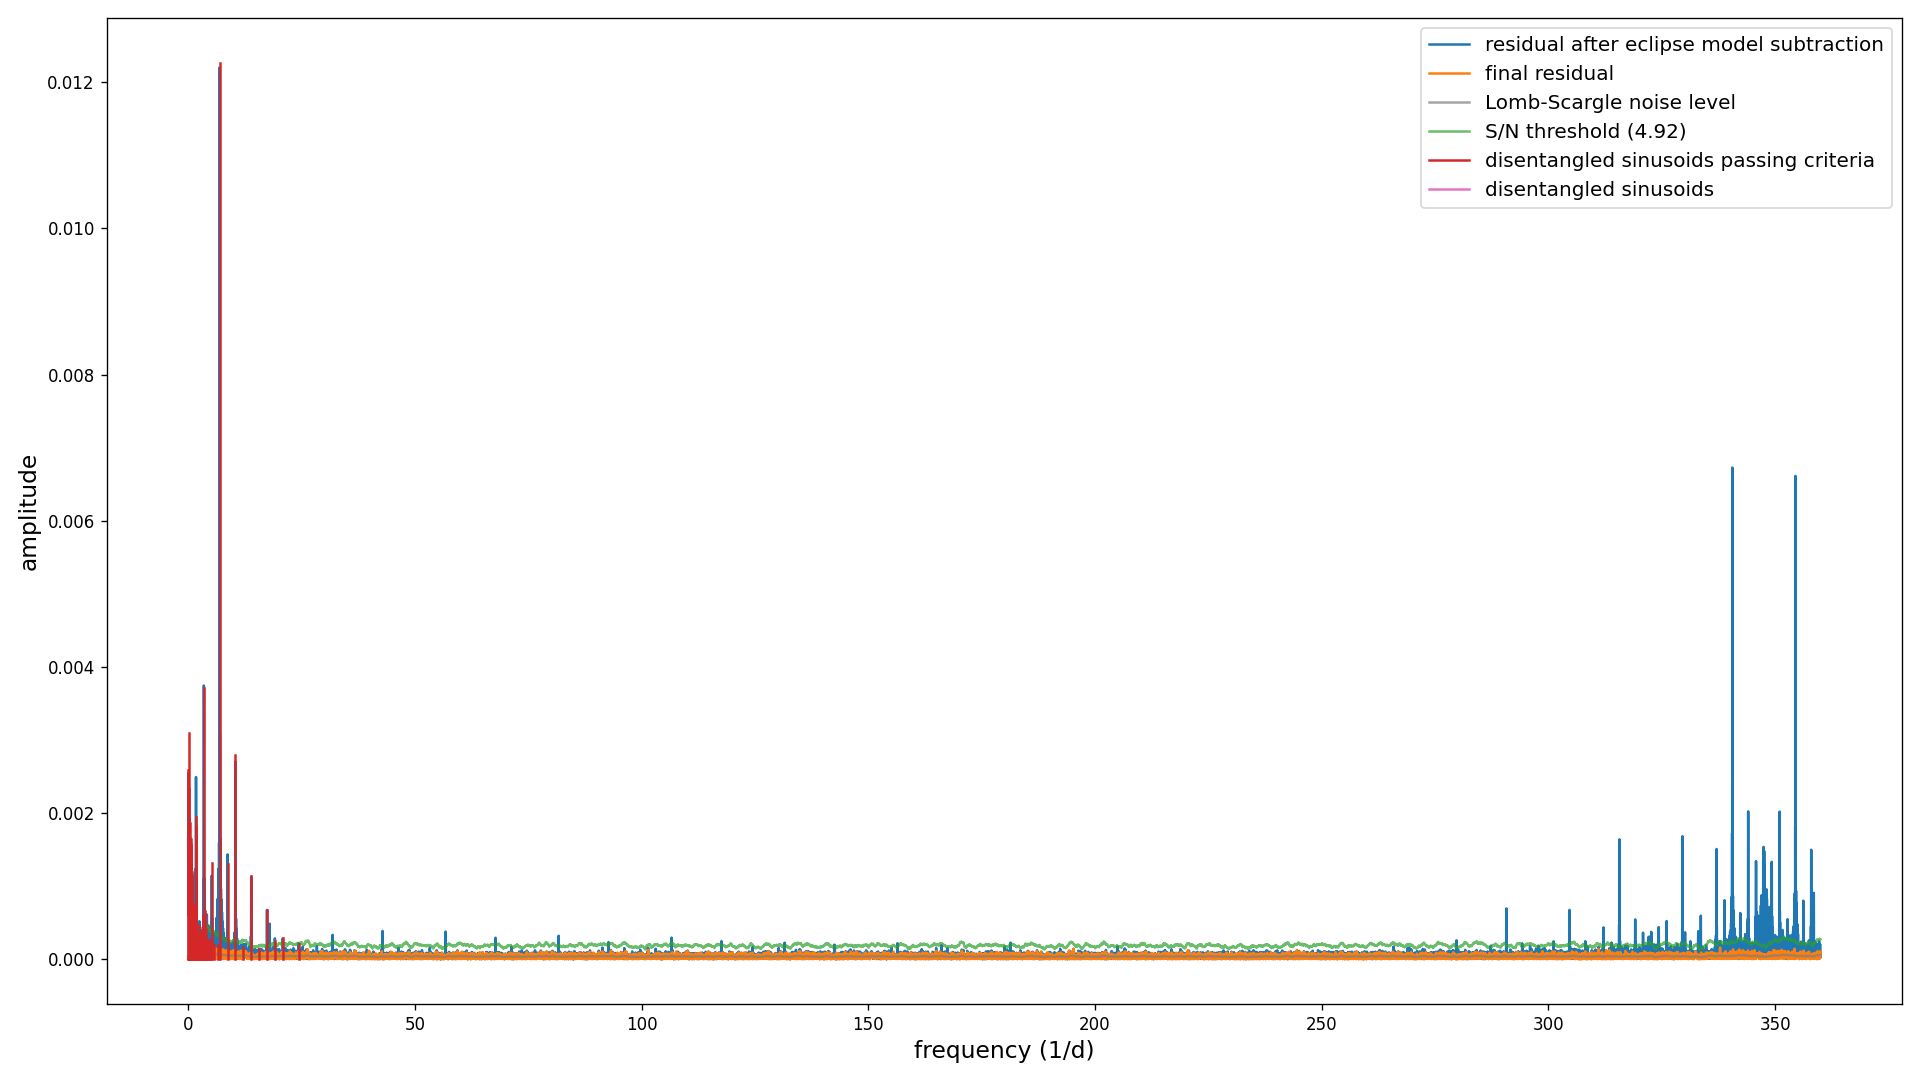 residual after eclipse model subtraction
final residual
Lomb-Scargle noise level
S/N threshold (4.92)
disentangled sinusoids passing criteria
disentangled sinusoids
amplitude
0.012
0.010
0.008
0.006
0.004
0.002
0.000
0 50 100 150 200 250 300 350
frequency (1/d)